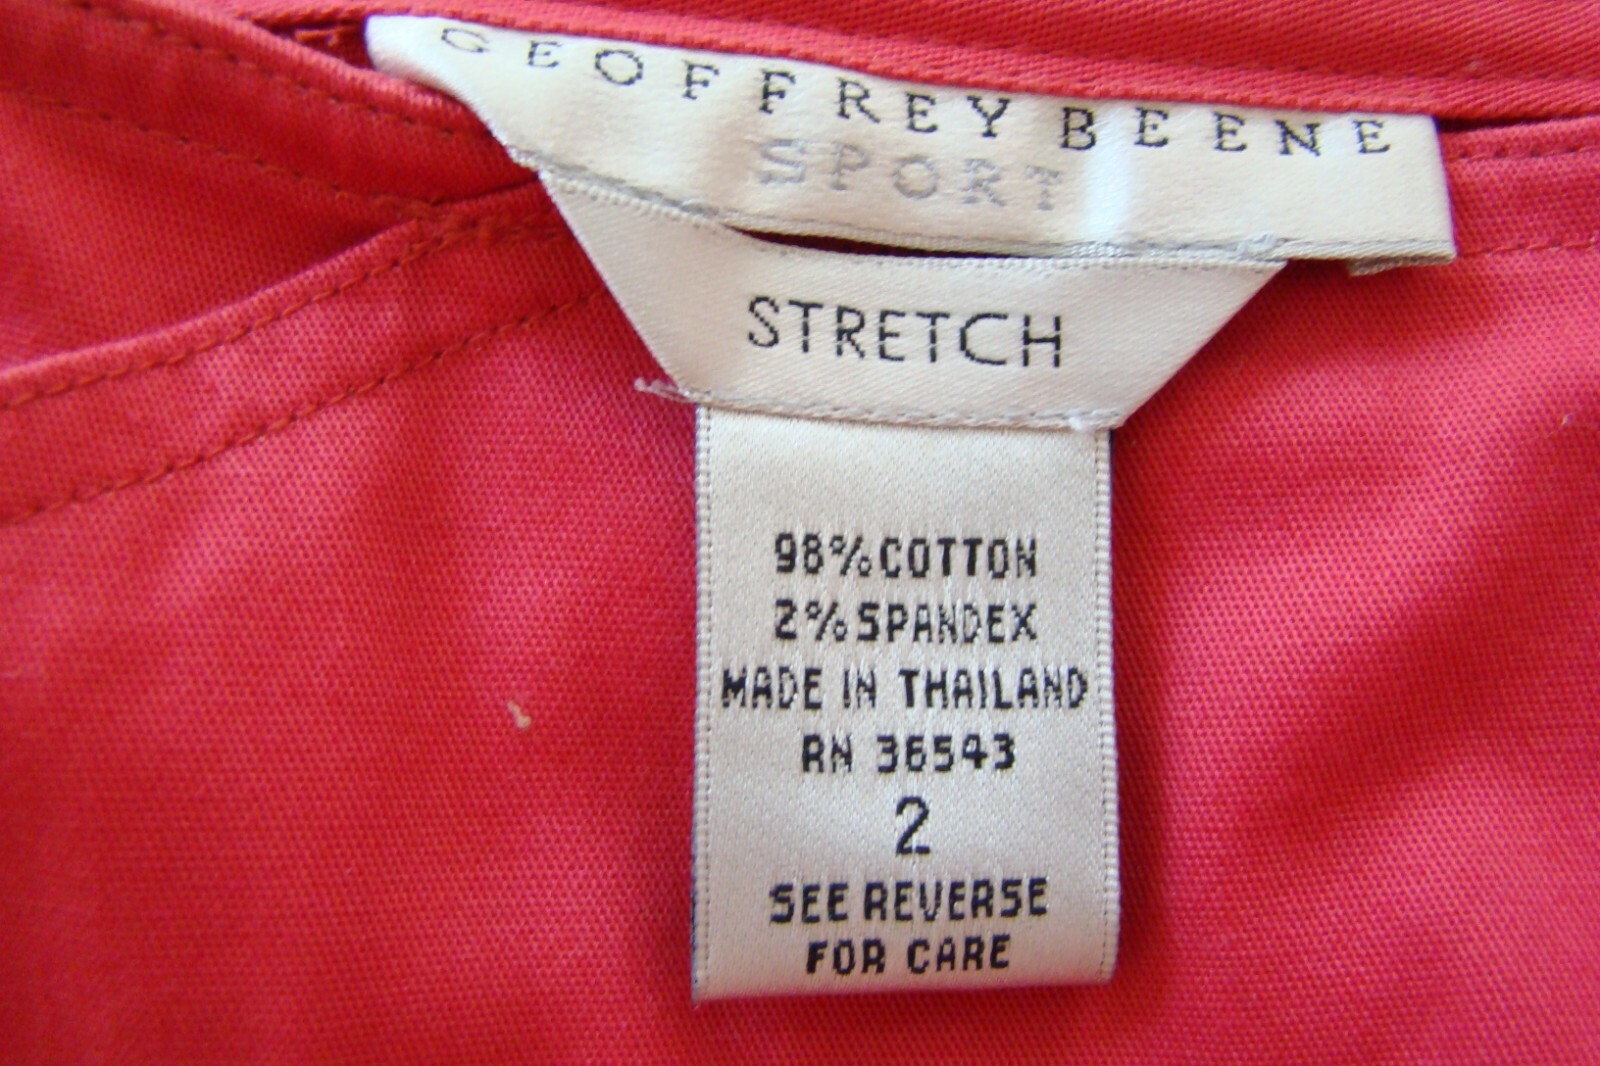 GEOFFREY BEENE
SPORT
STRETCH
98% COTTON
2% SPANDEX
MADE IN THAILAND
RN 36543
2
SEE REVERSE
FOR CARE